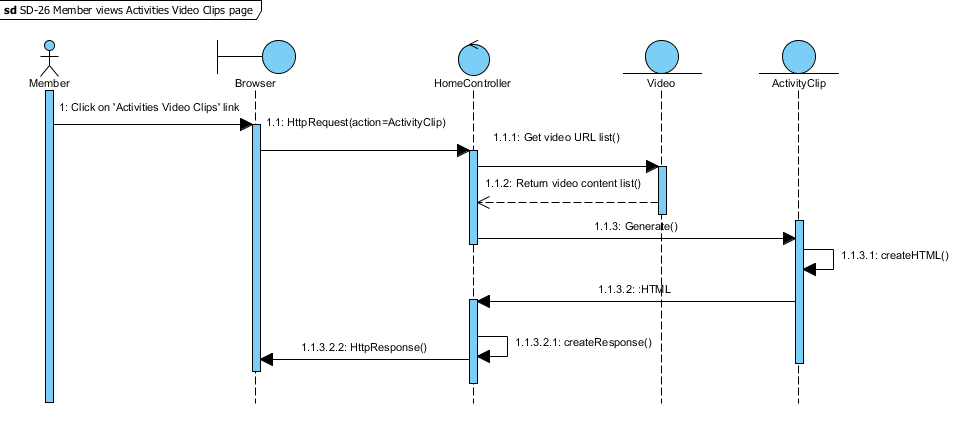 sd SD-26 Member views Activities Video Clips page
Member
Browser
HomeController
Video
ActivityClip
1: Click on 'Activities Video Clips' link
1.1: HttpRequest(action=ActivityClip)
1.1.1: Get video URL list()
1.1.2: Return video content list()
1.1.3: Generate()
1.1.3.1: createHTML()
1.1.3.2: :HTML
1.1.3.2.1: createResponse()
1.1.3.2.2: HttpResponse()